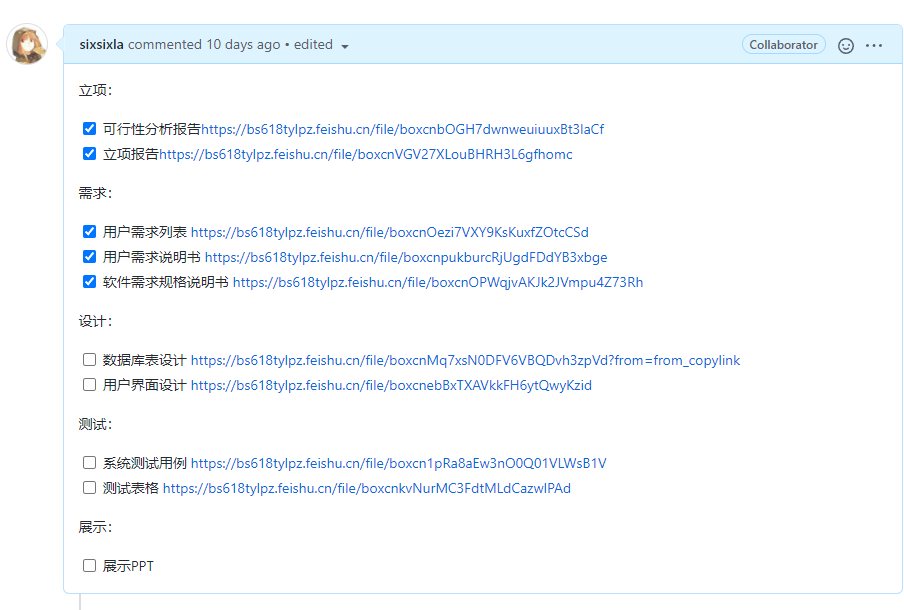 sixsixla commented 10 days ago • edited
Collaborator
立项：
可行性分析报告https://bs618tylpz.feishu.cn/file/boxcnbOGH7dwnweuiuuxBt3laCf
立项报告https://bs618tylpz.feishu.cn/file/boxcnVGV27XLouBHRH3L6gfhomc
需求：
用户需求列表 https://bs618tylpz.feishu.cn/file/boxcnOezi7VXY9KsKuxfZOtcCSd
用户需求说明书 https://bs618tylpz.feishu.cn/file/boxcnpukburcRjUgdFDdYB3xbge
软件需求规格说明书 https://bs618tylpz.feishu.cn/file/boxcnOPWqjvAKJk2JVmpu4Z73Rh
设计：
数据库表设计 https://bs618tylpz.feishu.cn/file/boxcnMq7xsN0DFV6VBQDvh3zpVd?from=from_copylink
用户界面设计 https://bs618tylpz.feishu.cn/file/boxcnebBxTXAVkkFH6ytQwyKzid
测试：
系统测试用例 https://bs618tylpz.feishu.cn/file/boxcn1pRa8aEw3nO0Q01VLWsB1V
测试表格 https://bs618tylpz.feishu.cn/file/boxcnkvNurMC3FdtMLdCazwlPAd
展示：
展示PPT